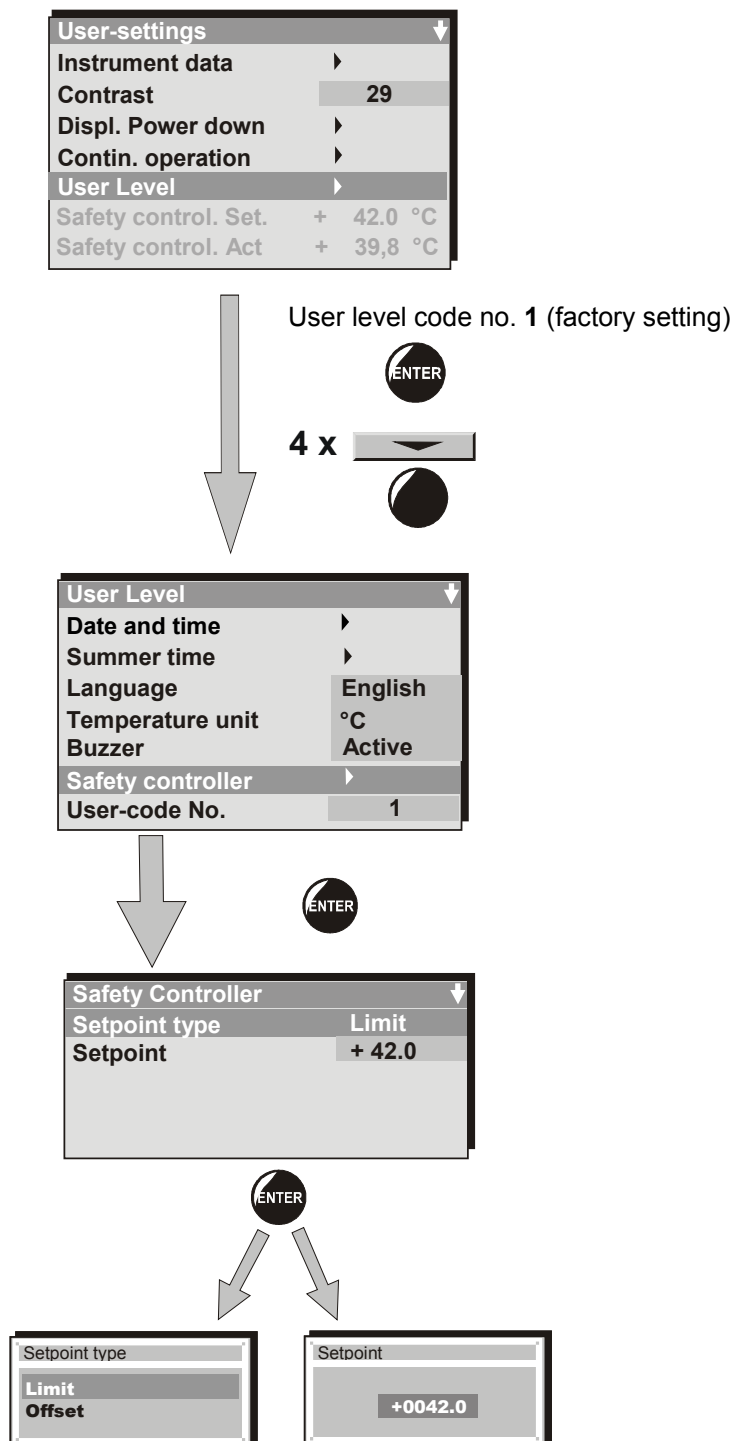 User-settings
Instrument data
Contrast 29
Displ. Power down
Contin. operation
User Level
Safety control. Set. + 42.0 °C
Safety control. Act + 39,8 °C
User level code no. 1 (factory setting)
ENTER
4 x
User Level
Date and time
Summer time
Language English
Temperature unit °C
Buzzer Active
Safety controller
User-code No. 1
ENTER
Safety Controller
Setpoint type Limit
Setpoint + 42.0
ENTER
Setpoint type
Limit
Offset
Setpoint
+0042.0